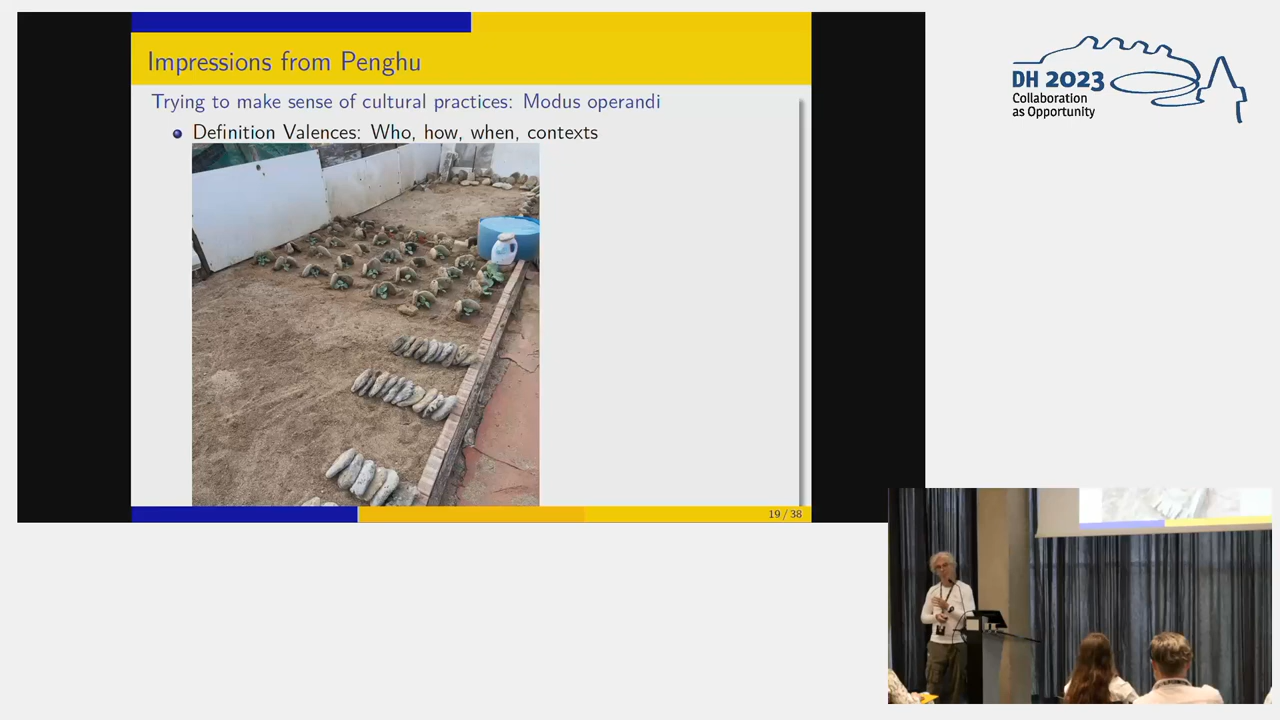 Impressions from Penghu
Trying to make sense of cultural practices: Modus operandi
Definition Valences: Who, how, when, contexts
19 / 38
DH 2023
Collaboration
as Opportunity